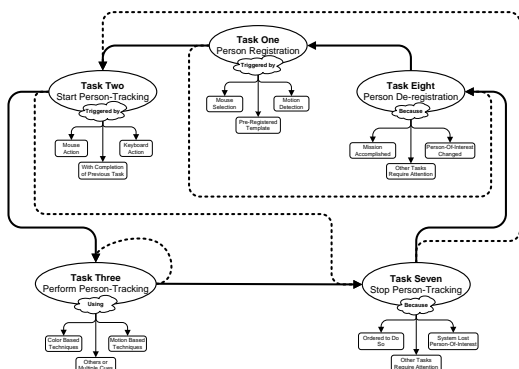 Task One
Person Registration
Triggered by
Mouse
Selection
Motion
Detection
Pre-Registered
Template
Task Two
Start Person-Tracking
Triggered by
Mouse
Action
Keyboard
Action
With Completion
of Previous Task
Task Eight
Person De-registration
Because
Mission
Accomplished
Person-Of-Interest
Changed
Other Tasks
Require Attention
Task Three
Perform Person-Tracking
Using
Color Based
Techniques
Motion Based
Techniques
Others or
Multiple Cues
Task Seven
Stop Person-Tracking
Because
Ordered to Do
So
System Lost
Person-Of-Interest
Other Tasks
Require Attention